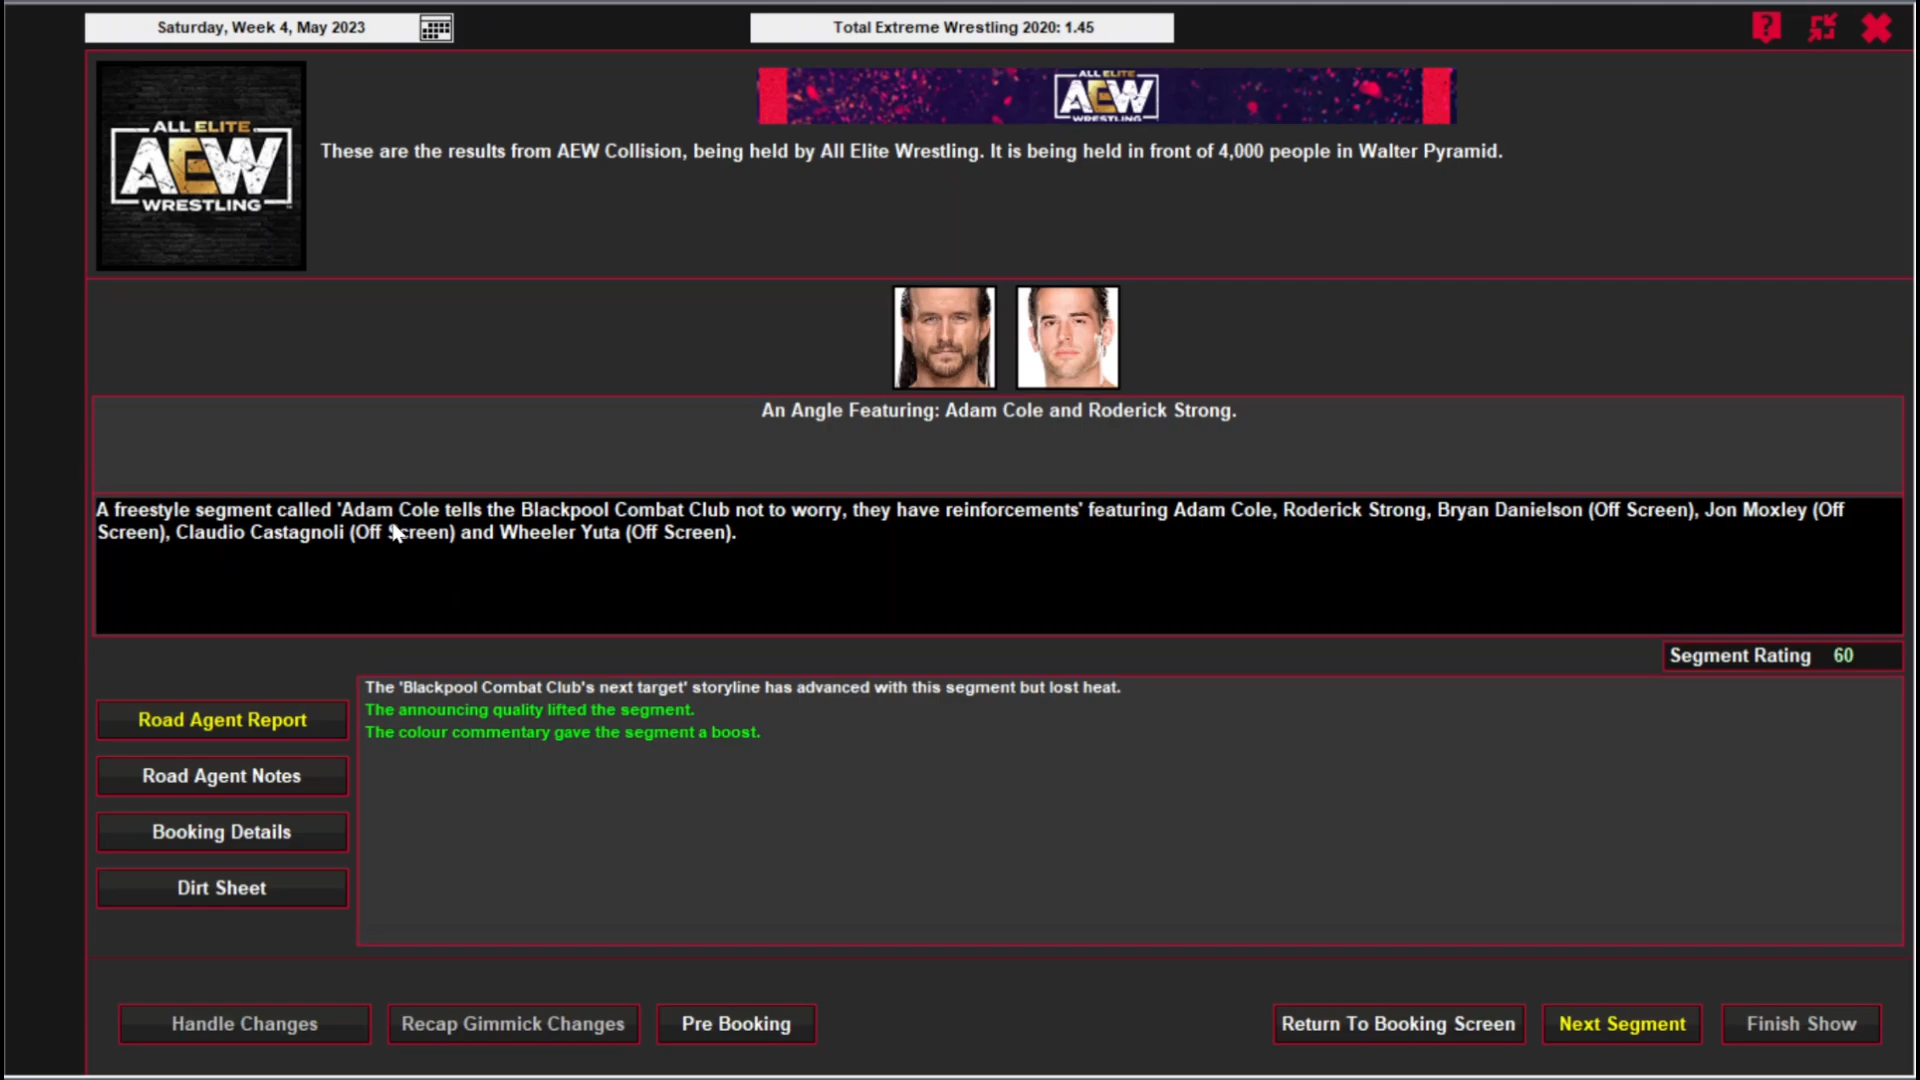 Saturday, Week 4, May 2023
Total Extreme Wrestling 2020: 1.45
?
ALL ELITE
AEW
WRESTLING
ALL ELITE
AEW
WRESTLING
These are the results from AEW Collision, being held by All Elite Wrestling. It is being held in front of 4,000 people in Walter Pyramid.
An Angle Featuring: Adam Cole and Roderick Strong.
A freestyle segment called 'Adam Cole tells the Blackpool Combat Club not to worry, they have reinforcements' featuring Adam Cole, Roderick Strong, Bryan Danielson (Off Screen), Jon Moxley (Off
Screen), Claudio Castagnoli (Off Screen) and Wheeler Yuta (Off Screen).
Segment Rating 60
The 'Blackpool Combat Club's next target' storyline has advanced with this segment but lost heat.
The announcing quality lifted the segment.
The colour commentary gave the segment a boost.
Road Agent Report
Road Agent Notes
Booking Details
Dirt Sheet
Handle Changes
Recap Gimmick Changes
Pre Booking
Return To Booking Screen
Next Segment
Finish Show